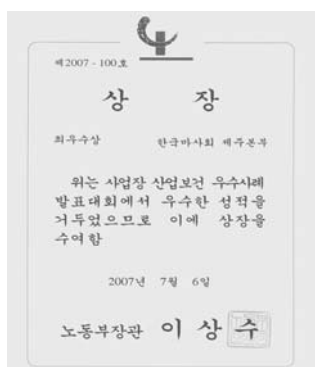 제2007 - 100호
상 장
최우수상 한국마사회 제주본부
위는 사업장 산업보건 우수사례
발표대회에서 우수한 성적을
거두었으므로 이에 상장을
수여함
2007년 7월 6일
노동부장관 이 상 수